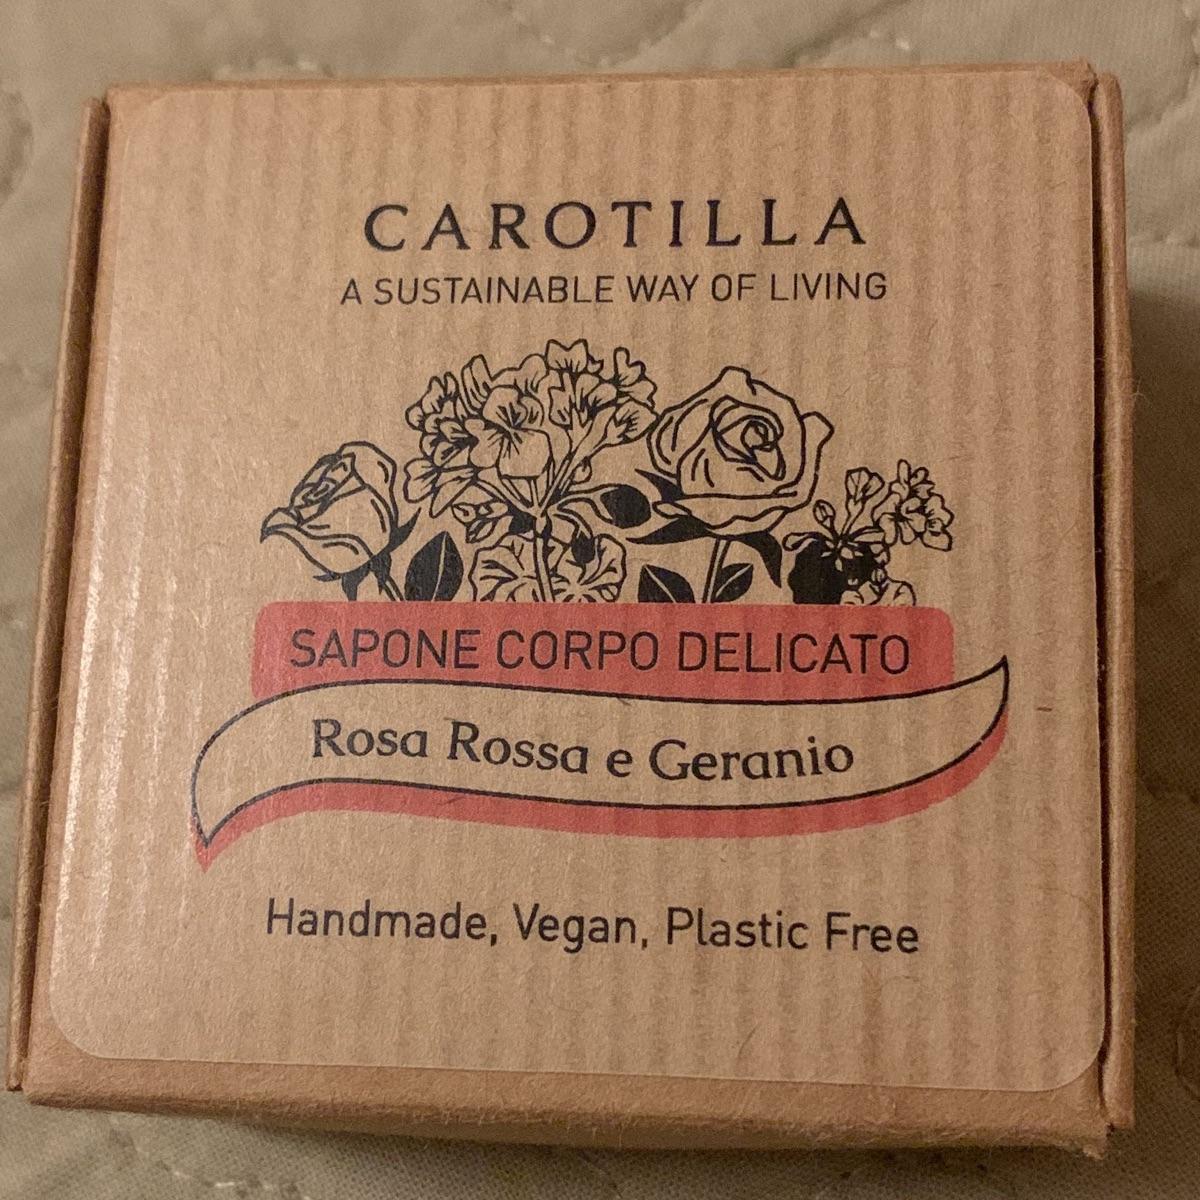 CAROTILLA
A SUSTAINABLE WAY OF LIVING
SAPONE CORPO DELICATO
Rosa Rossa e Geranio
Handmade, Vegan, Plastic Free